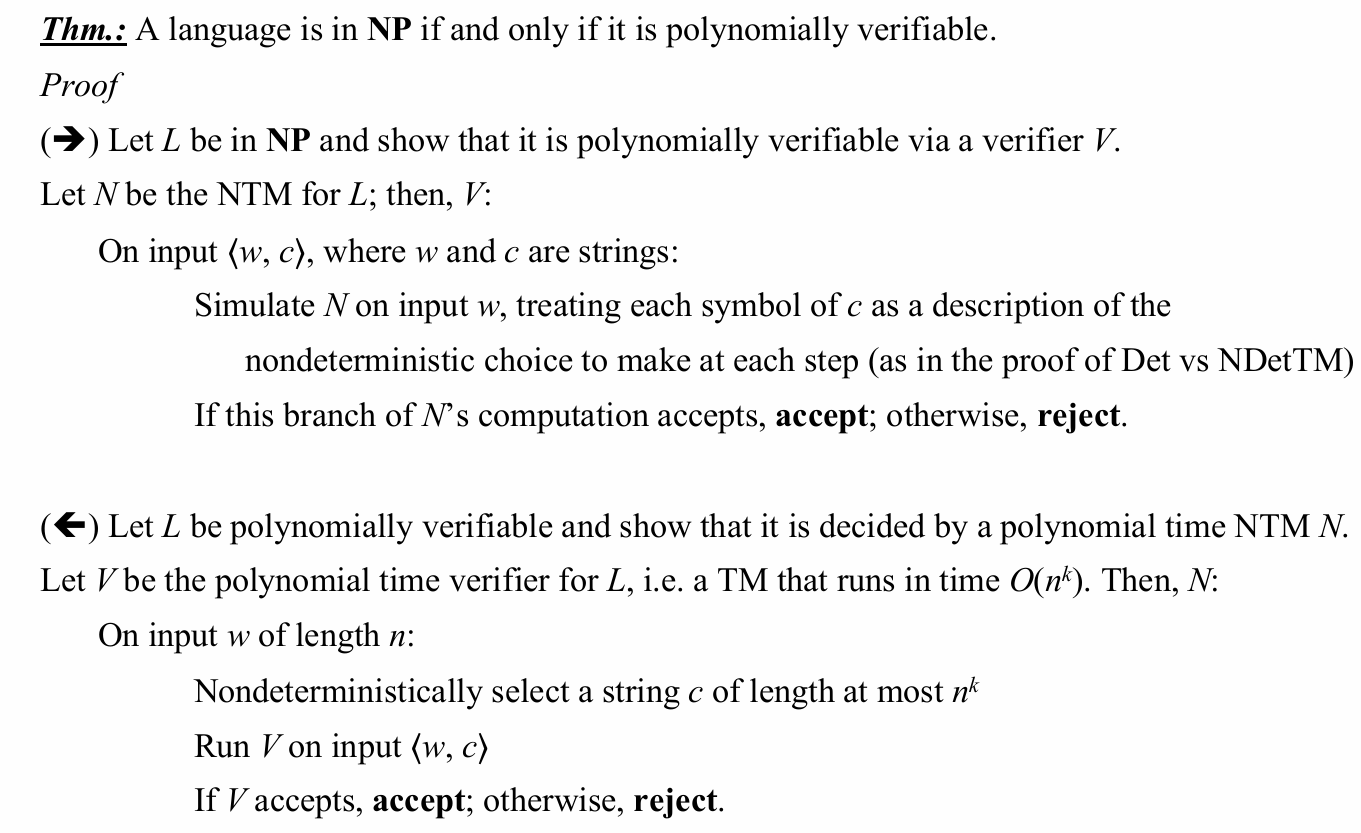 Thm.: A language is in NP if and only if it is polynomially verifiable.
Proof
(➔) Let L be in NP and show that it is polynomially verifiable via a verifier V.
Let N be the NTM for L; then, V:
On input ⟨w, c⟩, where w and c are strings:
Simulate N on input w, treating each symbol of c as a description of the
nondeterministic choice to make at each step (as in the proof of Det vs NDetTM)
If this branch of N's computation accepts, accept; otherwise, reject.
(🡸) Let L be polynomially verifiable and show that it is decided by a polynomial time NTM N.
Let V be the polynomial time verifier for L, i.e. a TM that runs in time O(nᵏ). Then, N:
On input w of length n:
Nondeterministically select a string c of length at most nᵏ
Run V on input ⟨w, c⟩
If V accepts, accept; otherwise, reject.